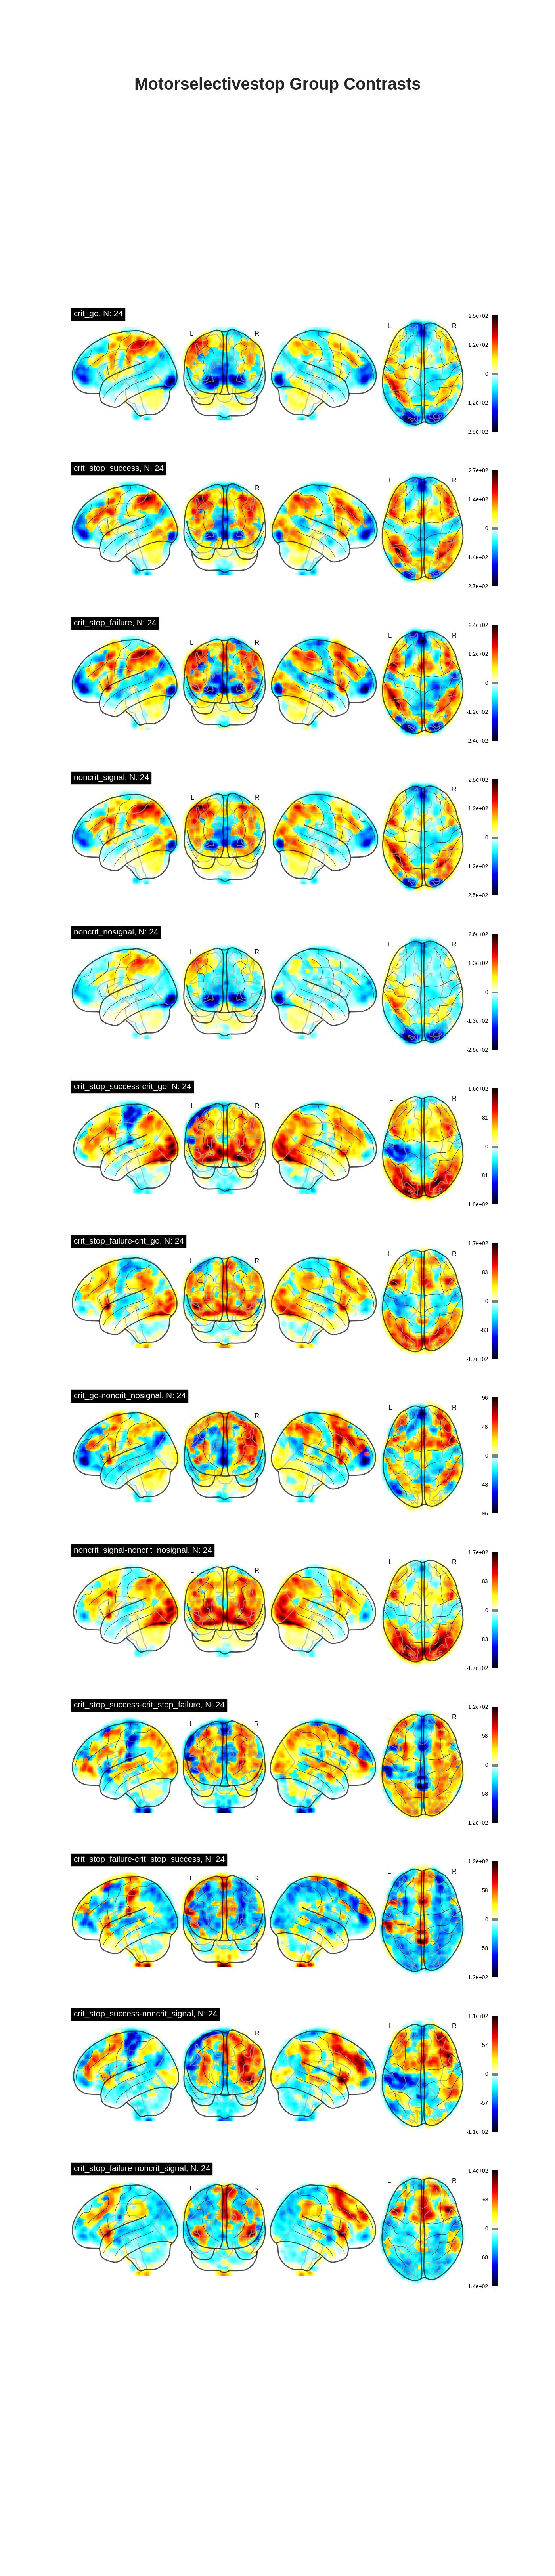 Motorselectivestop Group Contrasts
crit_go, N: 24
L R L R
2.5e+02
1.2e+02
0
-1.2e+02
-2.5e+02
crit_stop_success, N: 24
L R L R
2.7e+02
1.4e+02
0
-1.4e+02
-2.7e+02
crit_stop_failure, N: 24
L R L R
2.4e+02
1.2e+02
0
-1.2e+02
-2.4e+02
noncrit_signal, N: 24
L R L R
2.5e+02
1.2e+02
0
-1.2e+02
-2.5e+02
noncrit_nosignal, N: 24
L R L R
2.6e+02
1.3e+02
0
-1.3e+02
-2.6e+02
crit_stop_success-crit_go, N: 24
L R L R
1.6e+02
81
0
-81
-1.6e+02
crit_stop_failure-crit_go, N: 24
L R L R
1.7e+02
83
0
-83
-1.7e+02
crit_go-noncrit_nosignal, N: 24
L R L R
96
48
0
-48
-96
noncrit_signal-noncrit_nosignal, N: 24
L R L R
1.7e+02
83
0
-83
-1.7e+02
crit_stop_success-crit_stop_failure, N: 24
L R L R
1.2e+02
58
0
-58
-1.2e+02
crit_stop_failure-crit_stop_success, N: 24
L R L R
1.2e+02
58
0
-58
-1.2e+02
crit_stop_success-noncrit_signal, N: 24
L R L R
1.1e+02
57
0
-57
-1.1e+02
crit_stop_failure-noncrit_signal, N: 24
L R L R
1.4e+02
68
0
-68
-1.4e+02